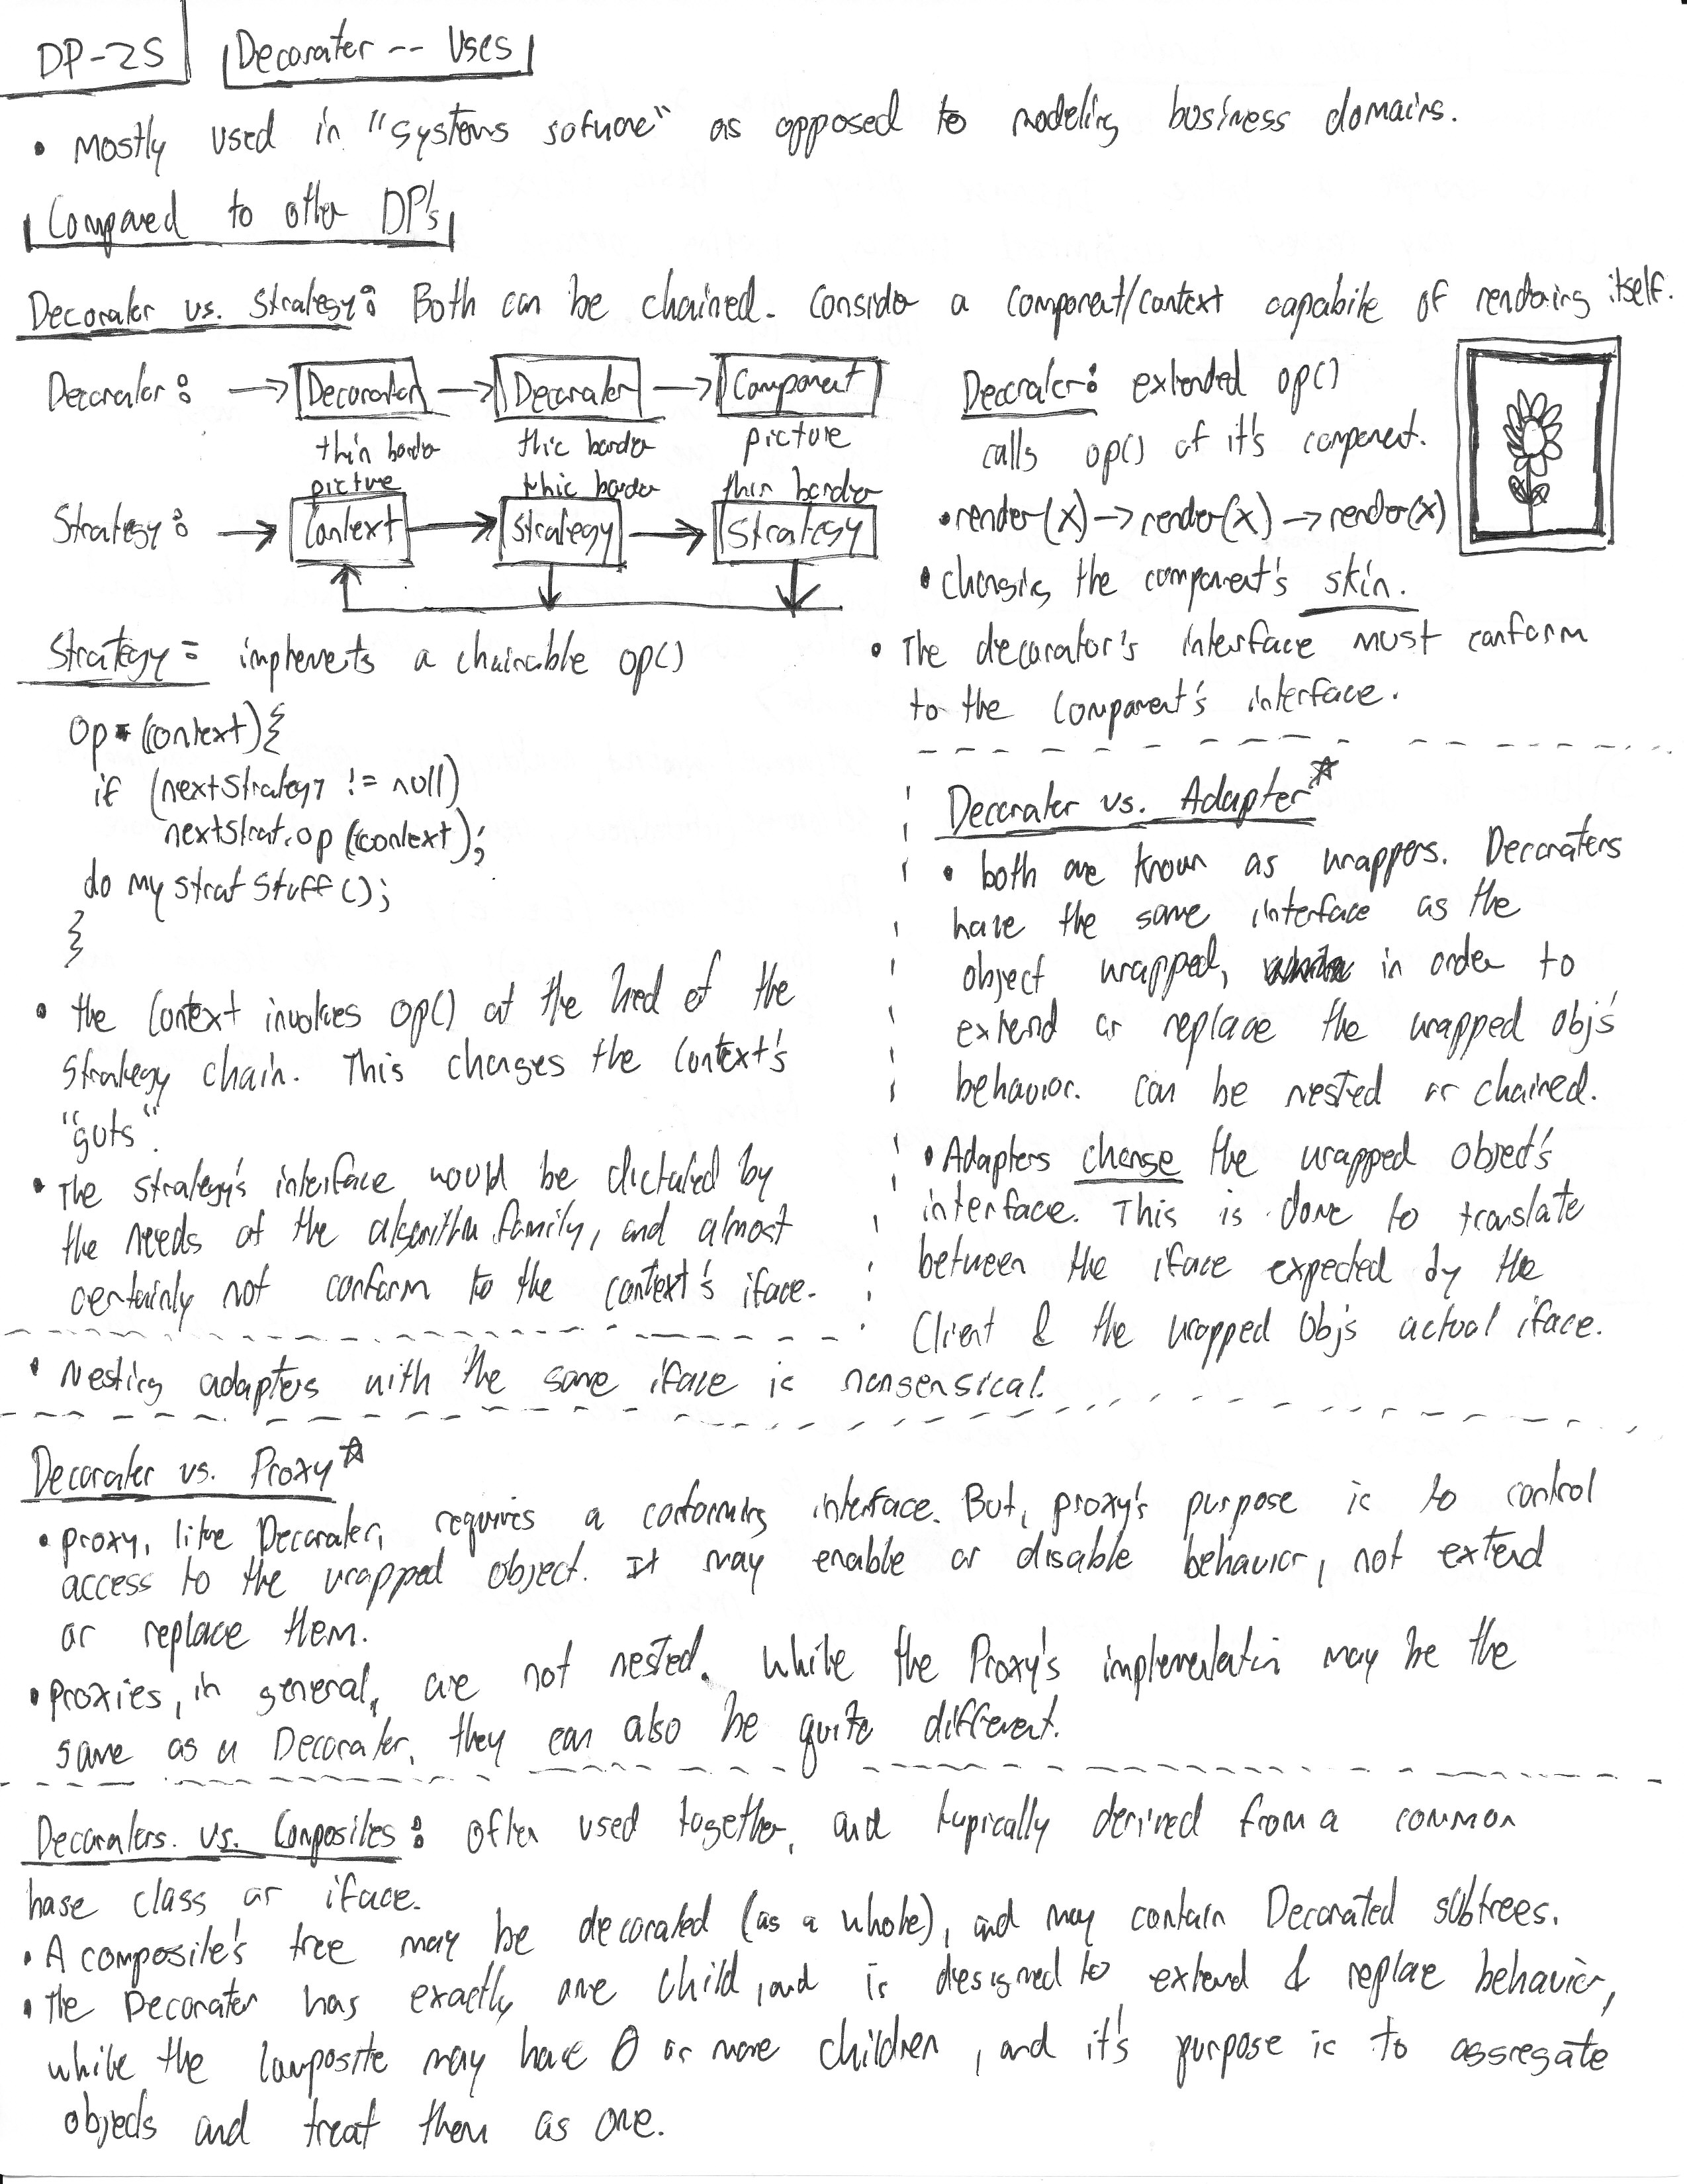 DP-25
Decorater -- Uses
• Mostly used in "systems sofware" as opposed to modeling business domains.
Compared to other DP's
Decorater vs. Strategy: Both can be chained. Consider a component/context capabile of rendering itself.
Decorater: → Decorater → Decorater → Component
thin border thic border picture
picture thic border thin border
Strategy: → Context → Strategy → Strategy
Decorater: extended op()
calls op() of it's component.
• render(x) → render(x) → render(x)
• changing the component's skin.
• The decorator's interface must conform
to the component's interface.
Strategy: implements a chainable op()
Op (context) {
if (nextStrategy != null)
nextStrat.op (context);
do my strat stuff ();
}
• the Context invokes op() at the head of the
Strategy chain. This changes the Context's
"guts".
• The strategy's interface would be dictated by
the needs of the algorithm family, and almost
certainly not conform to the context's iface.
Decorater vs. Adapter☆
• both are known as wrappers. Decoraters
have the same interface as the
object wrapped, in order to
extend or replace the wrapped obj's
behavior. Can be nested or chained.
• Adapters change the wrapped object's
interface. This is done to translate
between the iface expected by the
Client & the wrapped Obj's actual iface.
• Nesting adapters with the same iface is nonsensical.
Decorater vs. Proxy☆
• proxy, like Decorater, requires a conforming interface. But, proxy's purpose is to control
access to the wrapped object. It may enable or disable behavior, not extend
or replace them.
• proxies, in general, are not nested. While the Proxy's implementation may be the
same as a Decorater, they can also be quite different.
Decoraters. vs. Composites: often used together, and typically derived from a common
base class or iface.
• A composite's tree may be decorated (as a whole), and may contain Decorated subtrees.
• The Decorater has exactly one child, and is designed to extend & replace behavior,
while the Composite may have 0 or more children, and it's purpose is to aggregate
objects and treat them as one.